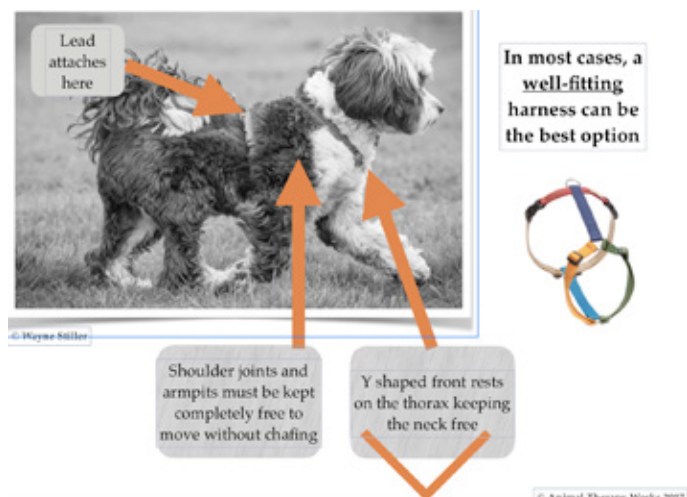 Lead
attaches
here
In most cases, a
well-fitting
harness can be
the best option
© Wayne Stiller
Shoulder joints and
armpits must be kept
completely free to
move without chafing
Y shaped front rests
on the thorax keeping
the neck free
© Animal Therapy Works